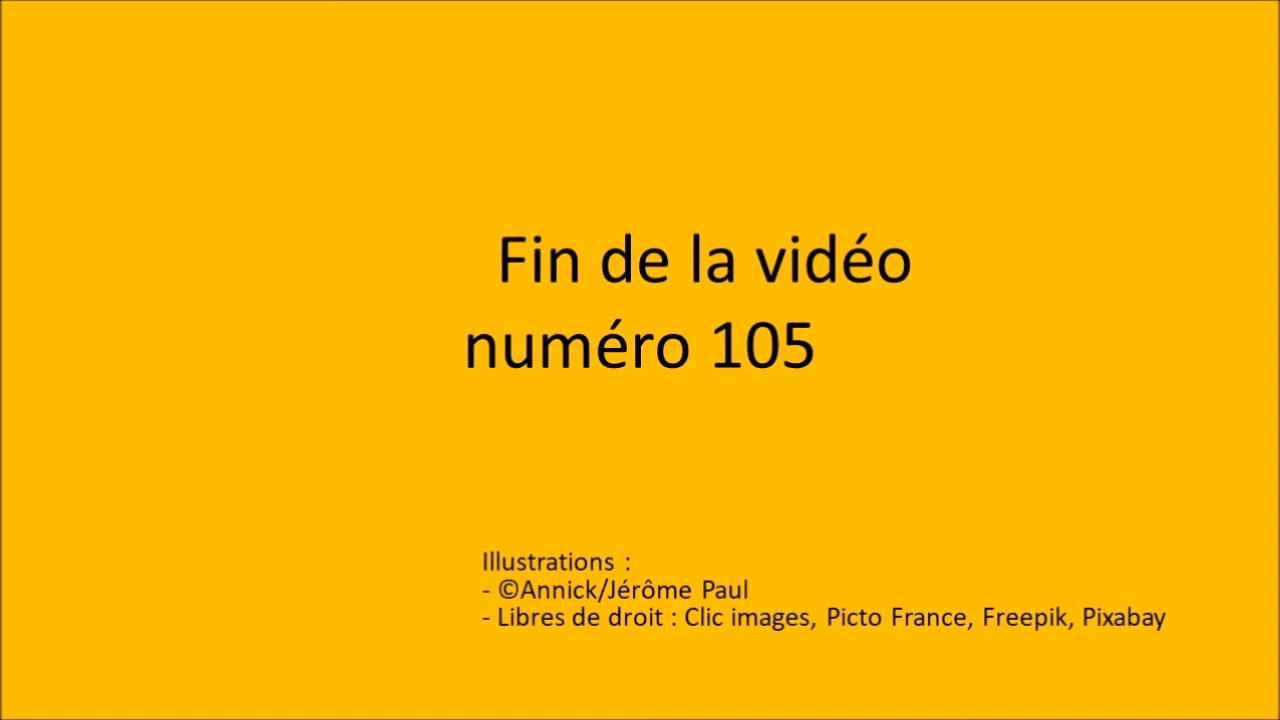 Fin de la vidéo
numéro 105
Illustrations :
- ©Annick/Jérôme Paul
- Libres de droit : Clic images, Picto France, Freepik, Pixabay